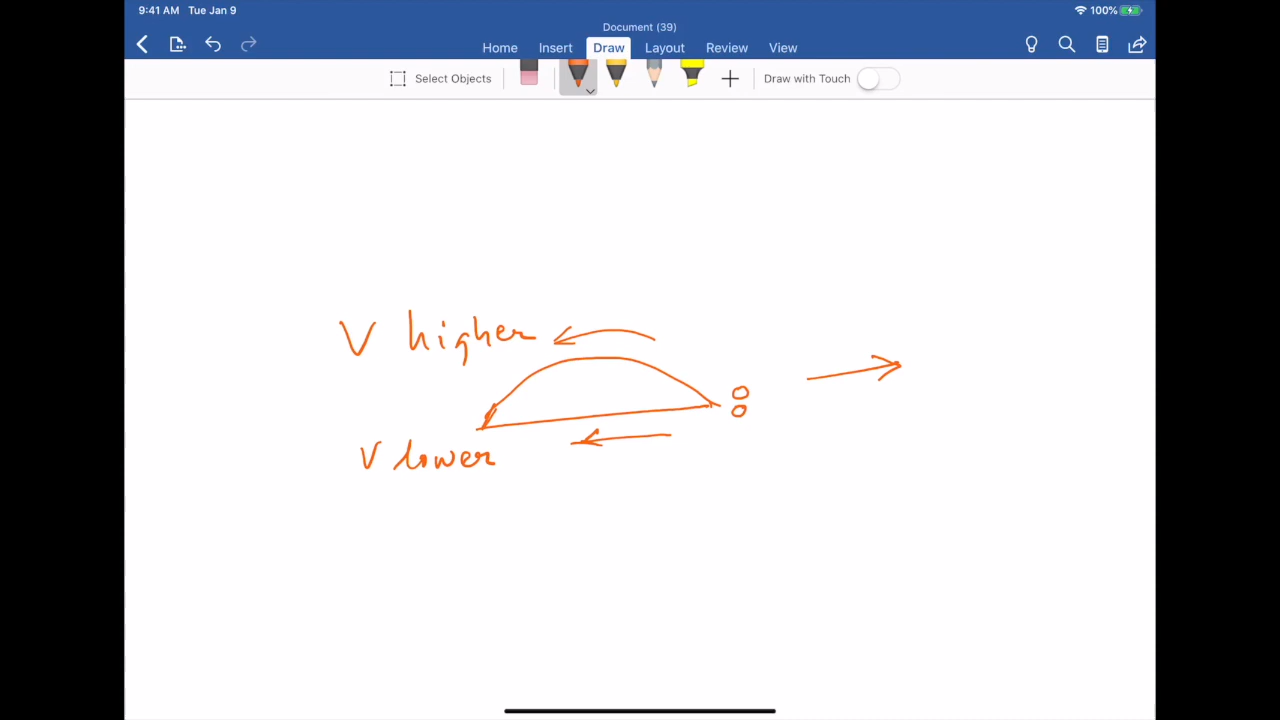 9:41 AM Tue Jan 9
100%
Document (39)
Home Insert Draw Layout Review View
Select Objects
Draw with Touch
V higher
V lower